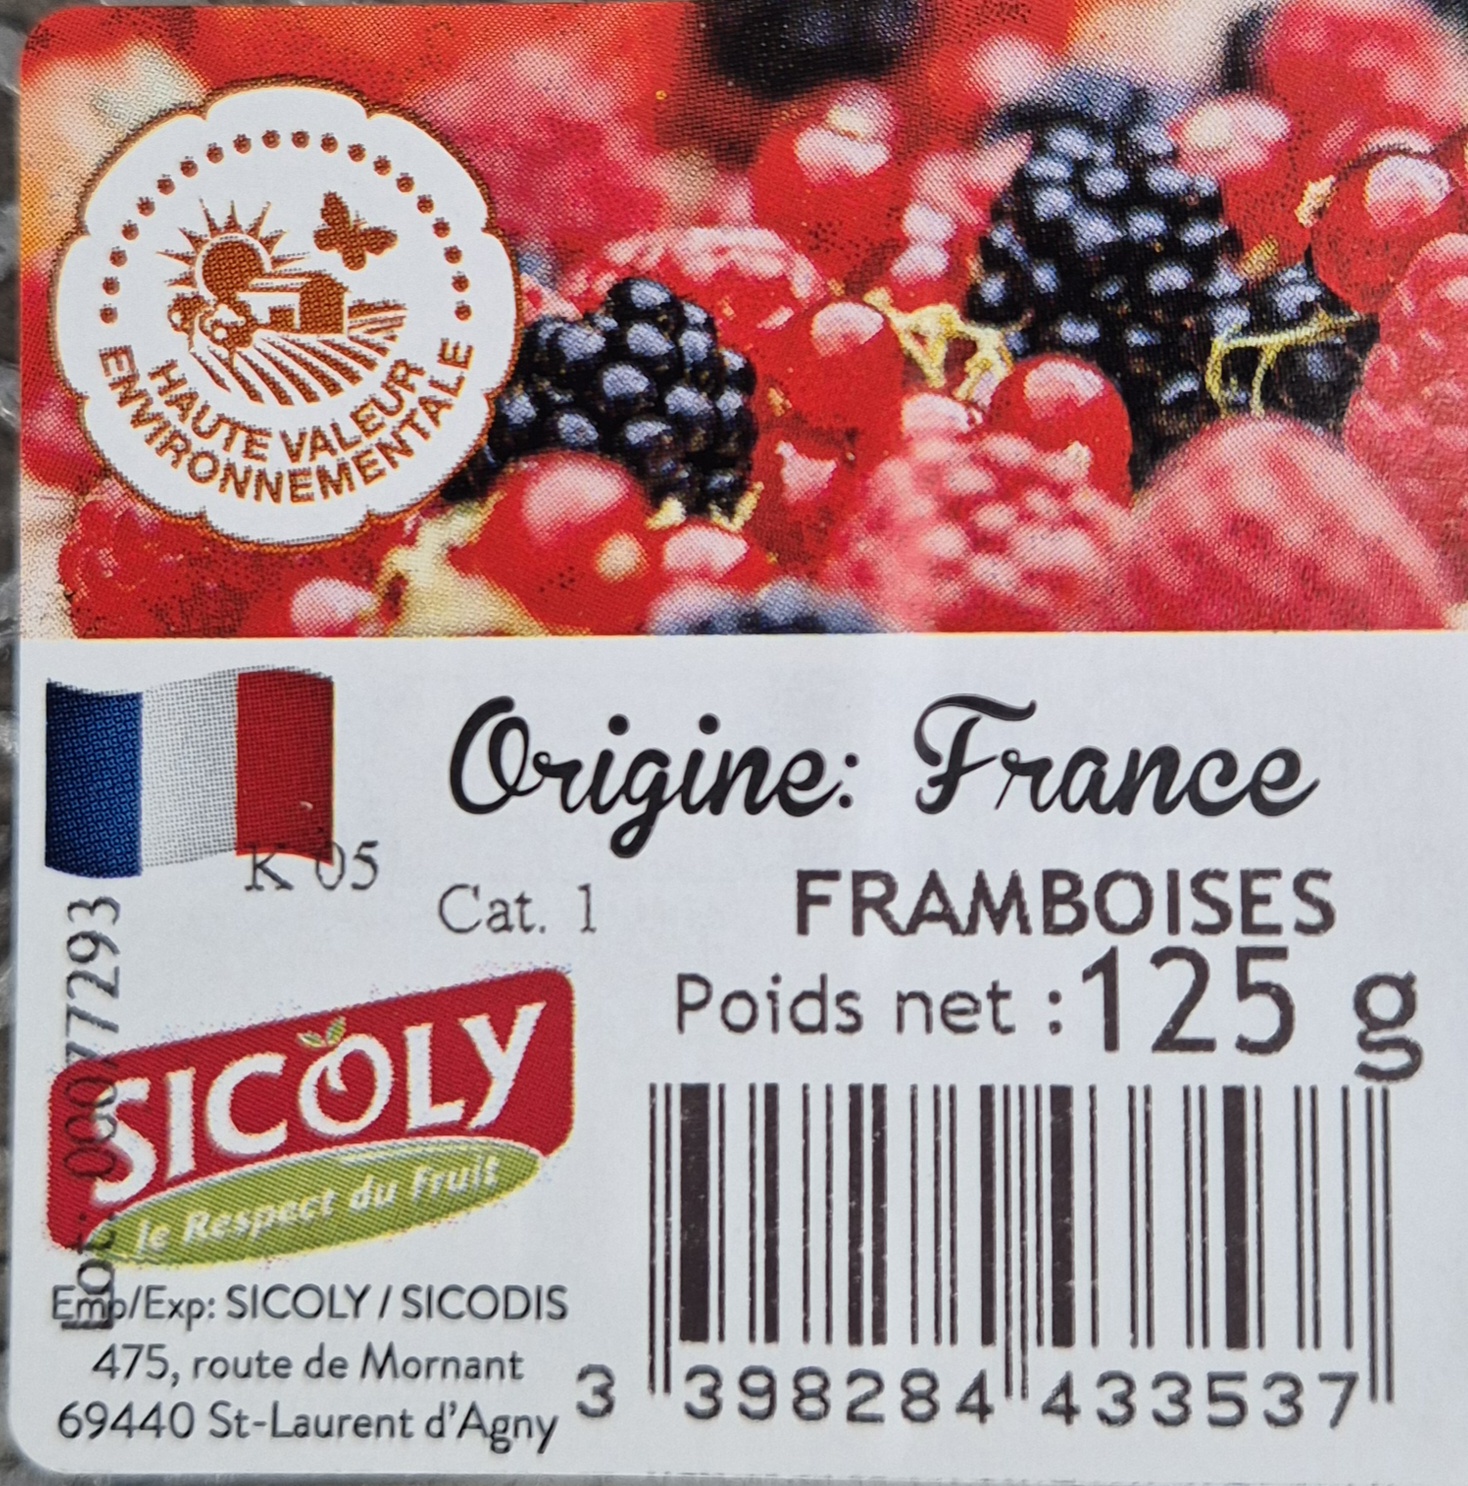 HAUTE VALEUR
ENVIRONNEMENTALE
Origine: France
K 05
Cat. 1
FRAMBOISES
Poids net : 125 g
Lot: 00077293
SICOLY
le Respect du Fruit
Emp/Exp: SICOLY / SICODIS
475, route de Mornant
69440 St-Laurent d'Agny
3 398284 433537